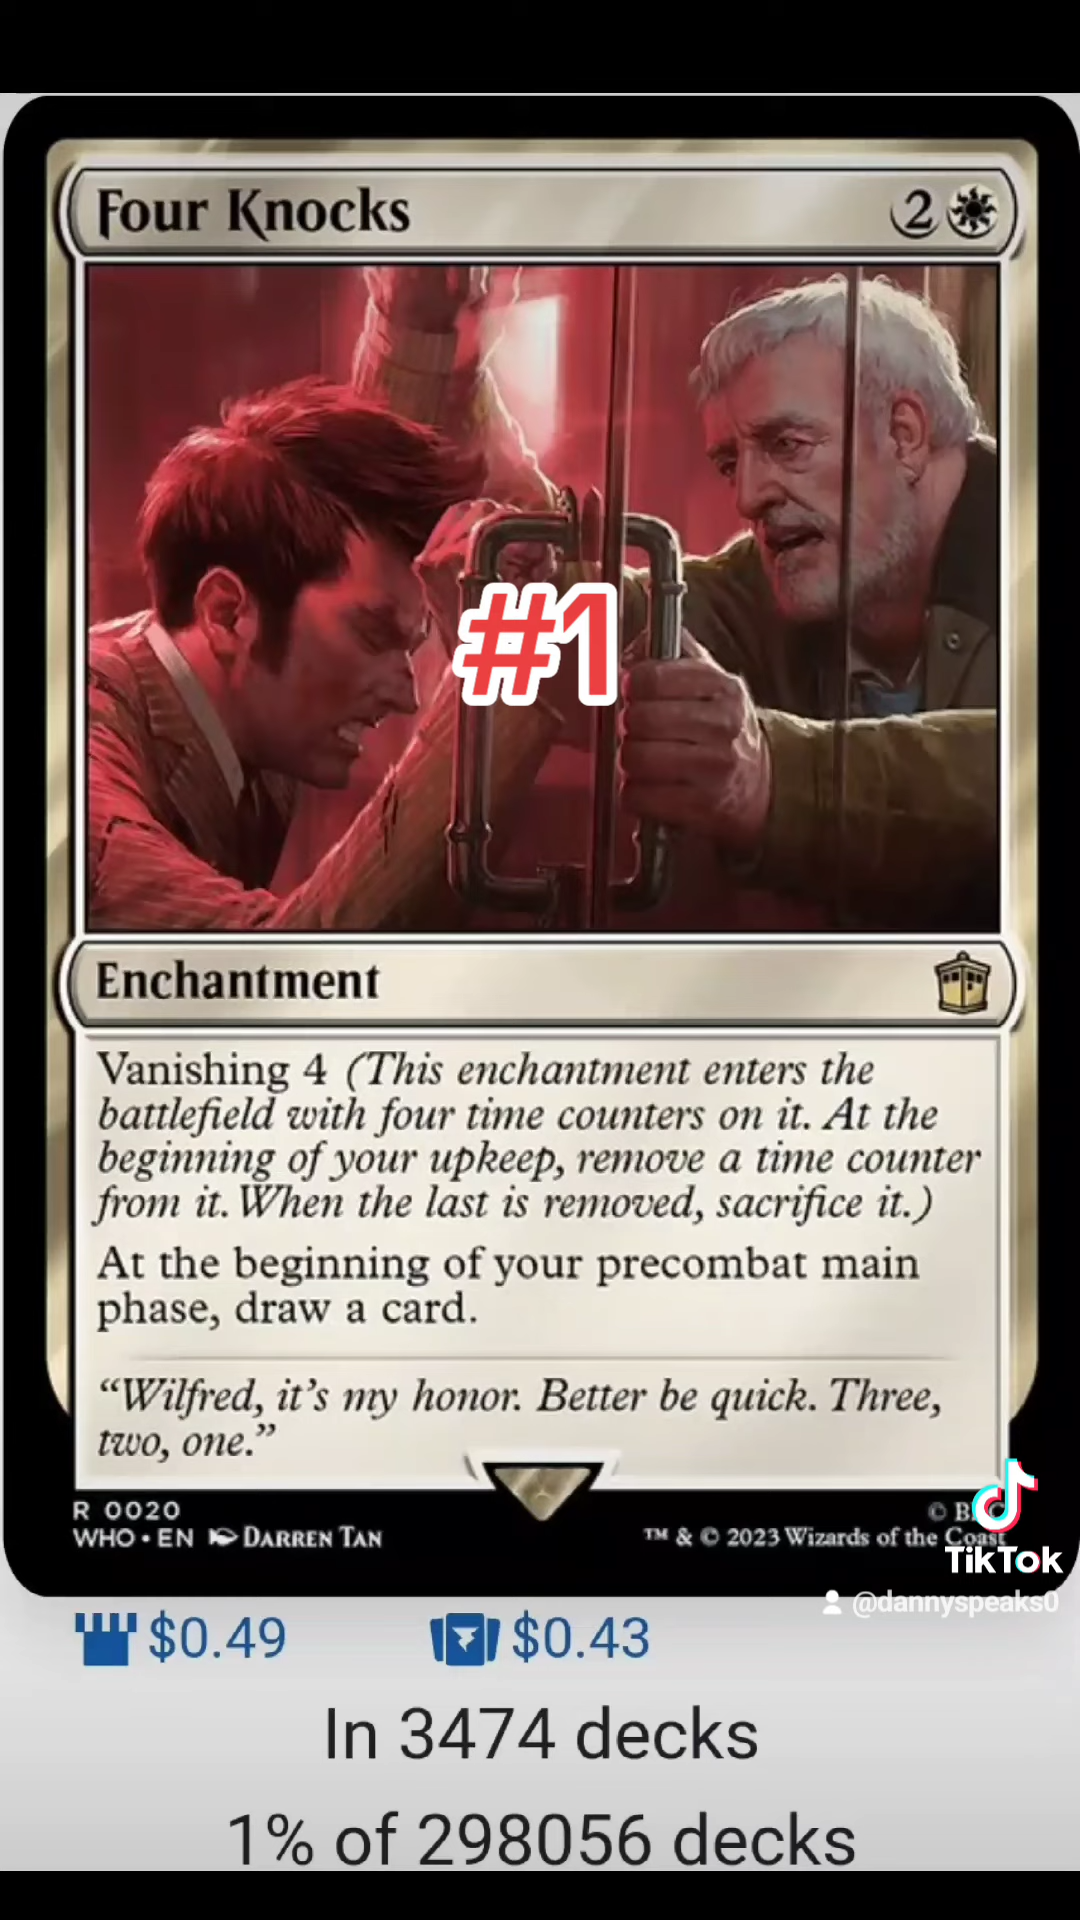 Four Knocks 2
#1
Enchantment
Vanishing 4 (This enchantment enters the
battlefield with four time counters on it. At the
beginning of your upkeep, remove a time counter
from it. When the last is removed, sacrifice it.)
At the beginning of your precombat main
phase, draw a card.
“Wilfred, it’s my honor. Better be quick. Three,
two, one.”
R 0020
WHO • EN DARREN TAN
©
™ & © 2023 Wizards of the Coast
TikTok
@dannyspeaks0
$0.49 $0.43
In 3474 decks
1% of 298056 decks